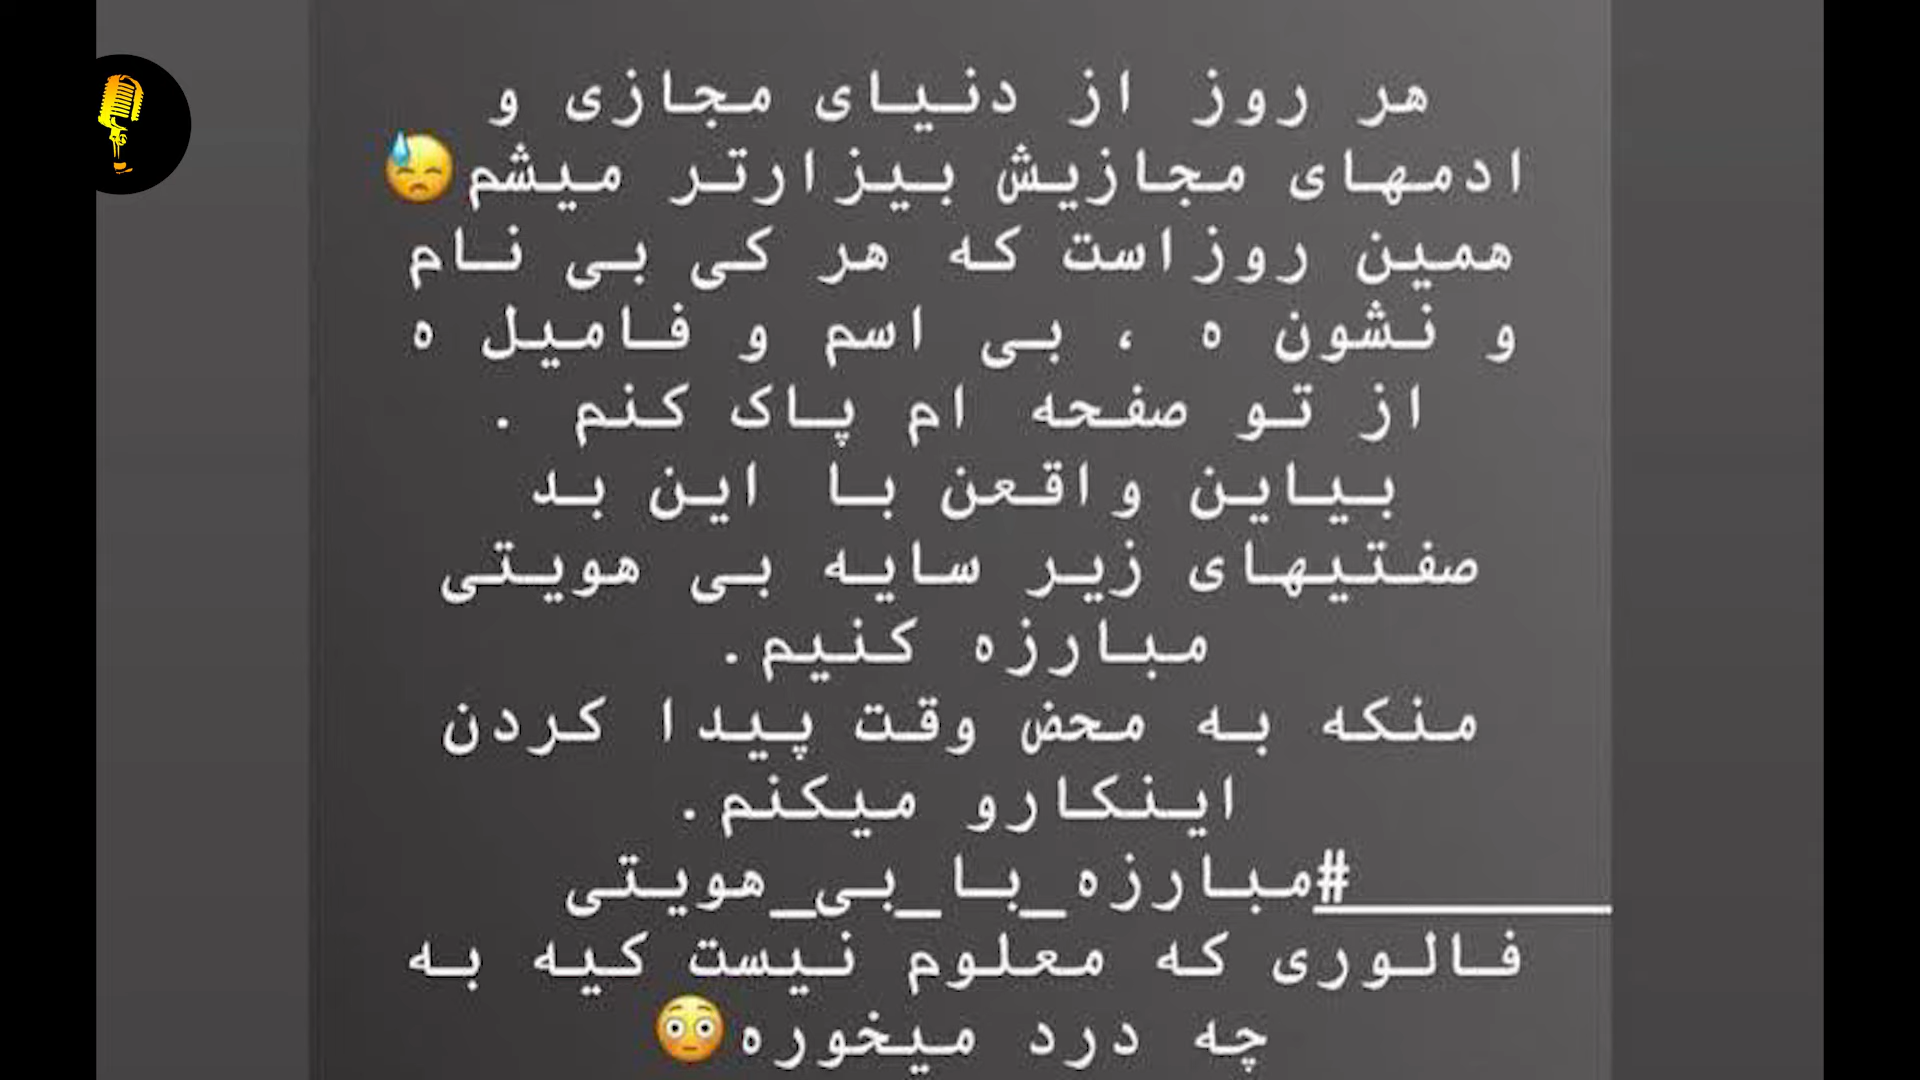 هر روز از دنیای مجازی و
ادمهای مجازیش بیزارتر میشم😓
همین روزاست که هر کی بی نام
و نشون ه ، بی اسم و فامیل ه
از تو صفحه ام پاک کنم .
بیاین واقعن با این بد
صفتیهای زیر سایه بی هویتی
مبارزه کنیم.
منکه به محض وقت پیدا کردن
اینکارو میکنم.
#مبارزه_با_بی_هویتی
فالوری که معلوم نیست کیه به
چه درد میخوره😳